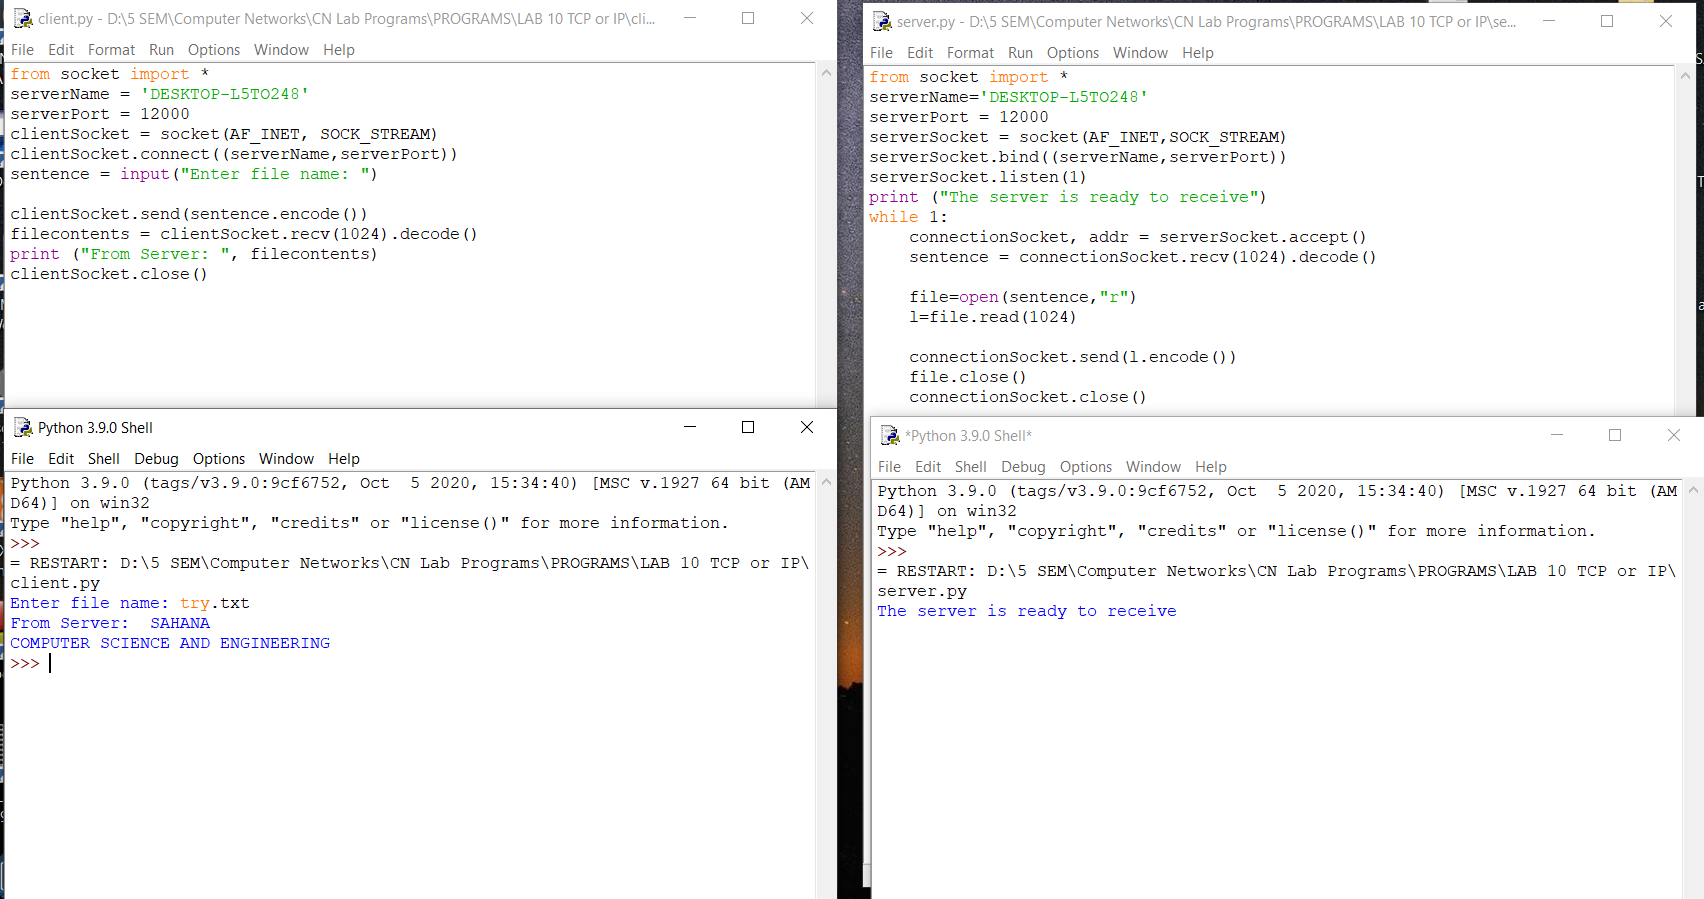 client.py - D:\5 SEM\Computer Networks\CN Lab Programs\PROGRAMS\LAB 10 TCP or IP\cli...
File Edit Format Run Options Window Help
from socket import *
serverName = 'DESKTOP-L5TO248'
serverPort = 12000
clientSocket = socket(AF_INET, SOCK_STREAM)
clientSocket.connect((serverName,serverPort))
sentence = input("Enter file name: ")

clientSocket.send(sentence.encode())
filecontents = clientSocket.recv(1024).decode()
print ("From Server: ", filecontents)
clientSocket.close()
server.py - D:\5 SEM\Computer Networks\CN Lab Programs\PROGRAMS\LAB 10 TCP or IP\se...
File Edit Format Run Options Window Help
from socket import *
serverName='DESKTOP-L5TO248'
serverPort = 12000
serverSocket = socket(AF_INET,SOCK_STREAM)
serverSocket.bind((serverName,serverPort))
serverSocket.listen(1)
print ("The server is ready to receive")
while 1:
    connectionSocket, addr = serverSocket.accept()
    sentence = connectionSocket.recv(1024).decode()

    file=open(sentence,"r")
    l=file.read(1024)

    connectionSocket.send(l.encode())
    file.close()
    connectionSocket.close()
Python 3.9.0 Shell
File Edit Shell Debug Options Window Help
Python 3.9.0 (tags/v3.9.0:9cf6752, Oct  5 2020, 15:34:40) [MSC v.1927 64 bit (AM
D64)] on win32
Type "help", "copyright", "credits" or "license()" for more information.
>>>
= RESTART: D:\5 SEM\Computer Networks\CN Lab Programs\PROGRAMS\LAB 10 TCP or IP\
client.py
Enter file name: try.txt
From Server:  SAHANA
COMPUTER SCIENCE AND ENGINEERING
>>>
*Python 3.9.0 Shell*
File Edit Shell Debug Options Window Help
Python 3.9.0 (tags/v3.9.0:9cf6752, Oct  5 2020, 15:34:40) [MSC v.1927 64 bit (AM
D64)] on win32
Type "help", "copyright", "credits" or "license()" for more information.
>>>
= RESTART: D:\5 SEM\Computer Networks\CN Lab Programs\PROGRAMS\LAB 10 TCP or IP\
server.py
The server is ready to receive